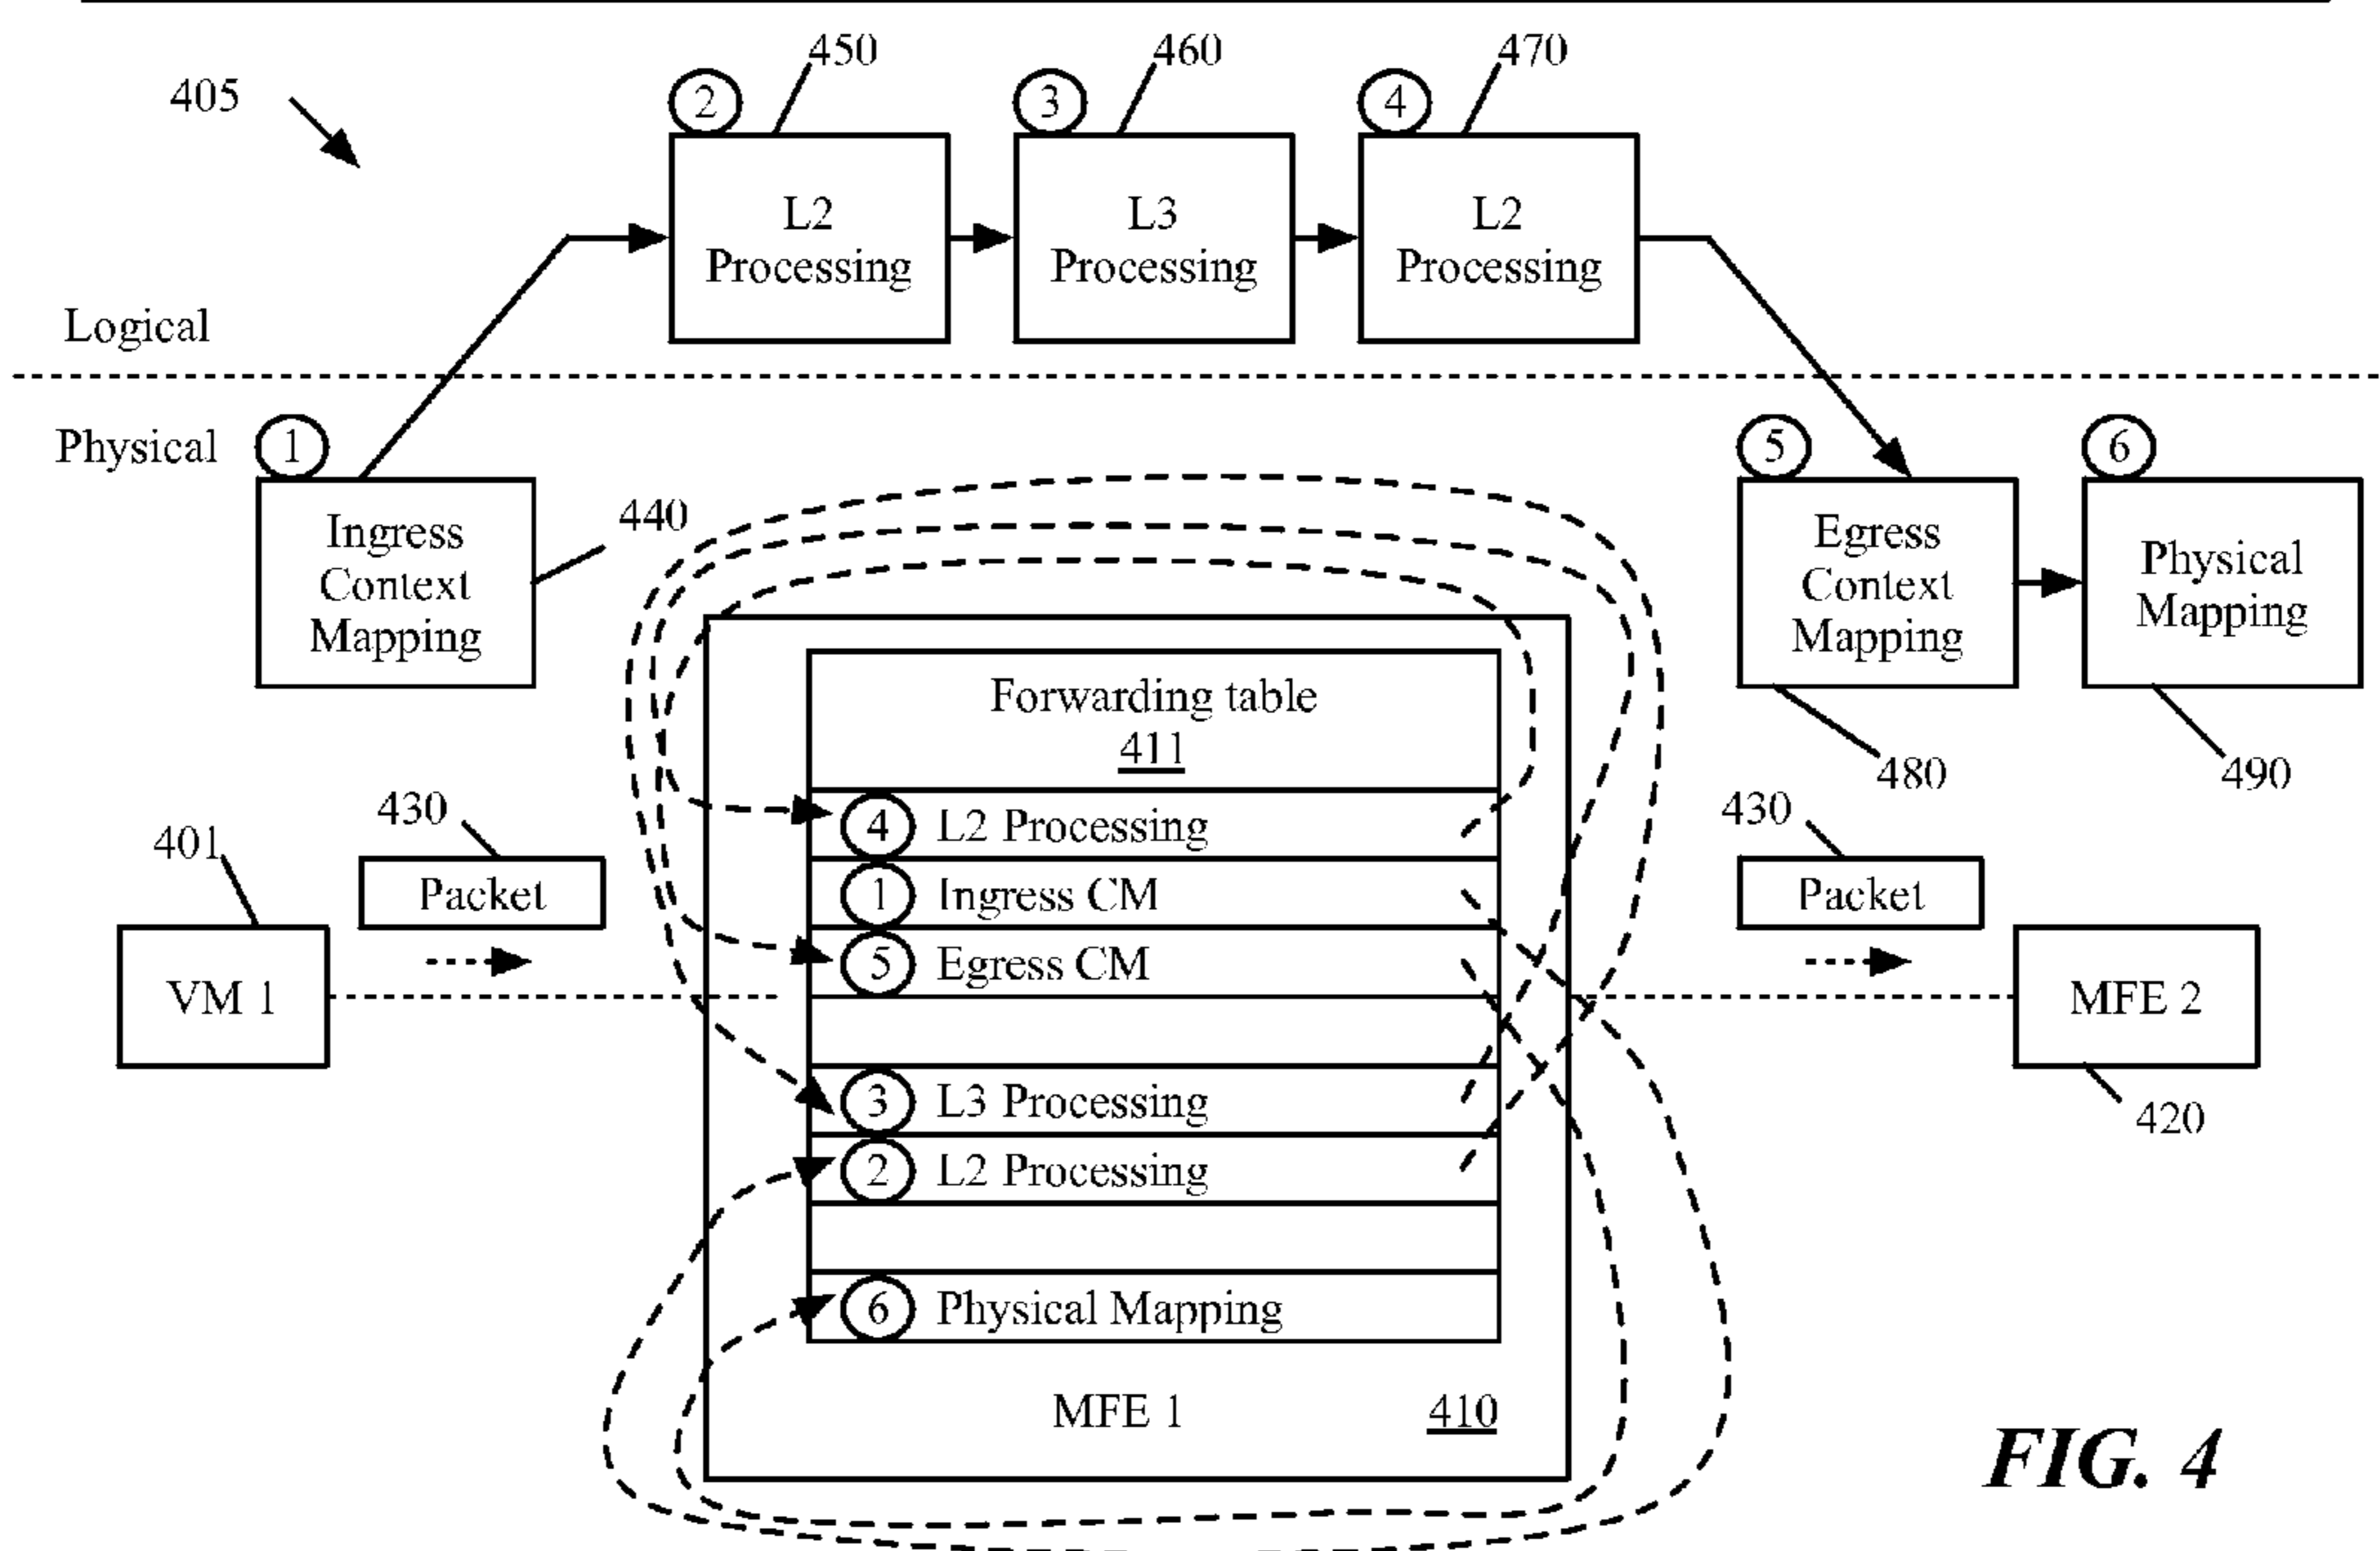 450
460
470
405
2
3
4
L2
Processing
L3
Processing
L2
Processing
Logical
Physical
1
5
6
Ingress
Context
Mapping
440
Egress
Context
Mapping
Physical
Mapping
480
490
Forwarding table
411
4 L2 Processing
1 Ingress CM
5 Egress CM
3 L3 Processing
2 L2 Processing
6 Physical Mapping
MFE 1 410
401
430
Packet
VM 1
430
Packet
MFE 2
420
FIG. 4